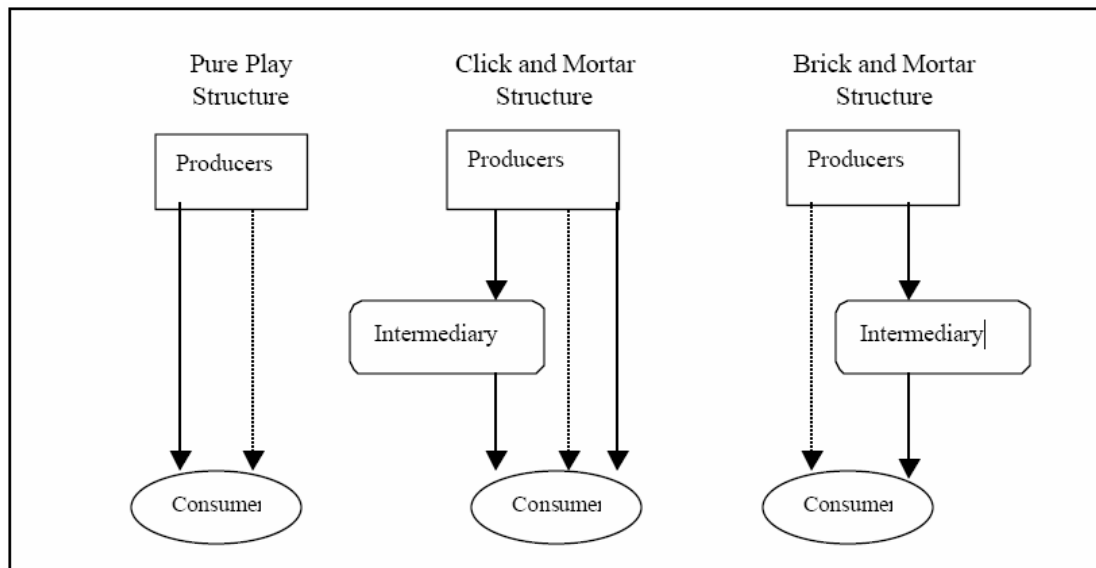 Pure Play
Structure
Producers
Consumer
Click and Mortar
Structure
Producers
Intermediary
Consumer
Brick and Mortar
Structure
Producers
Intermediary
Consumer